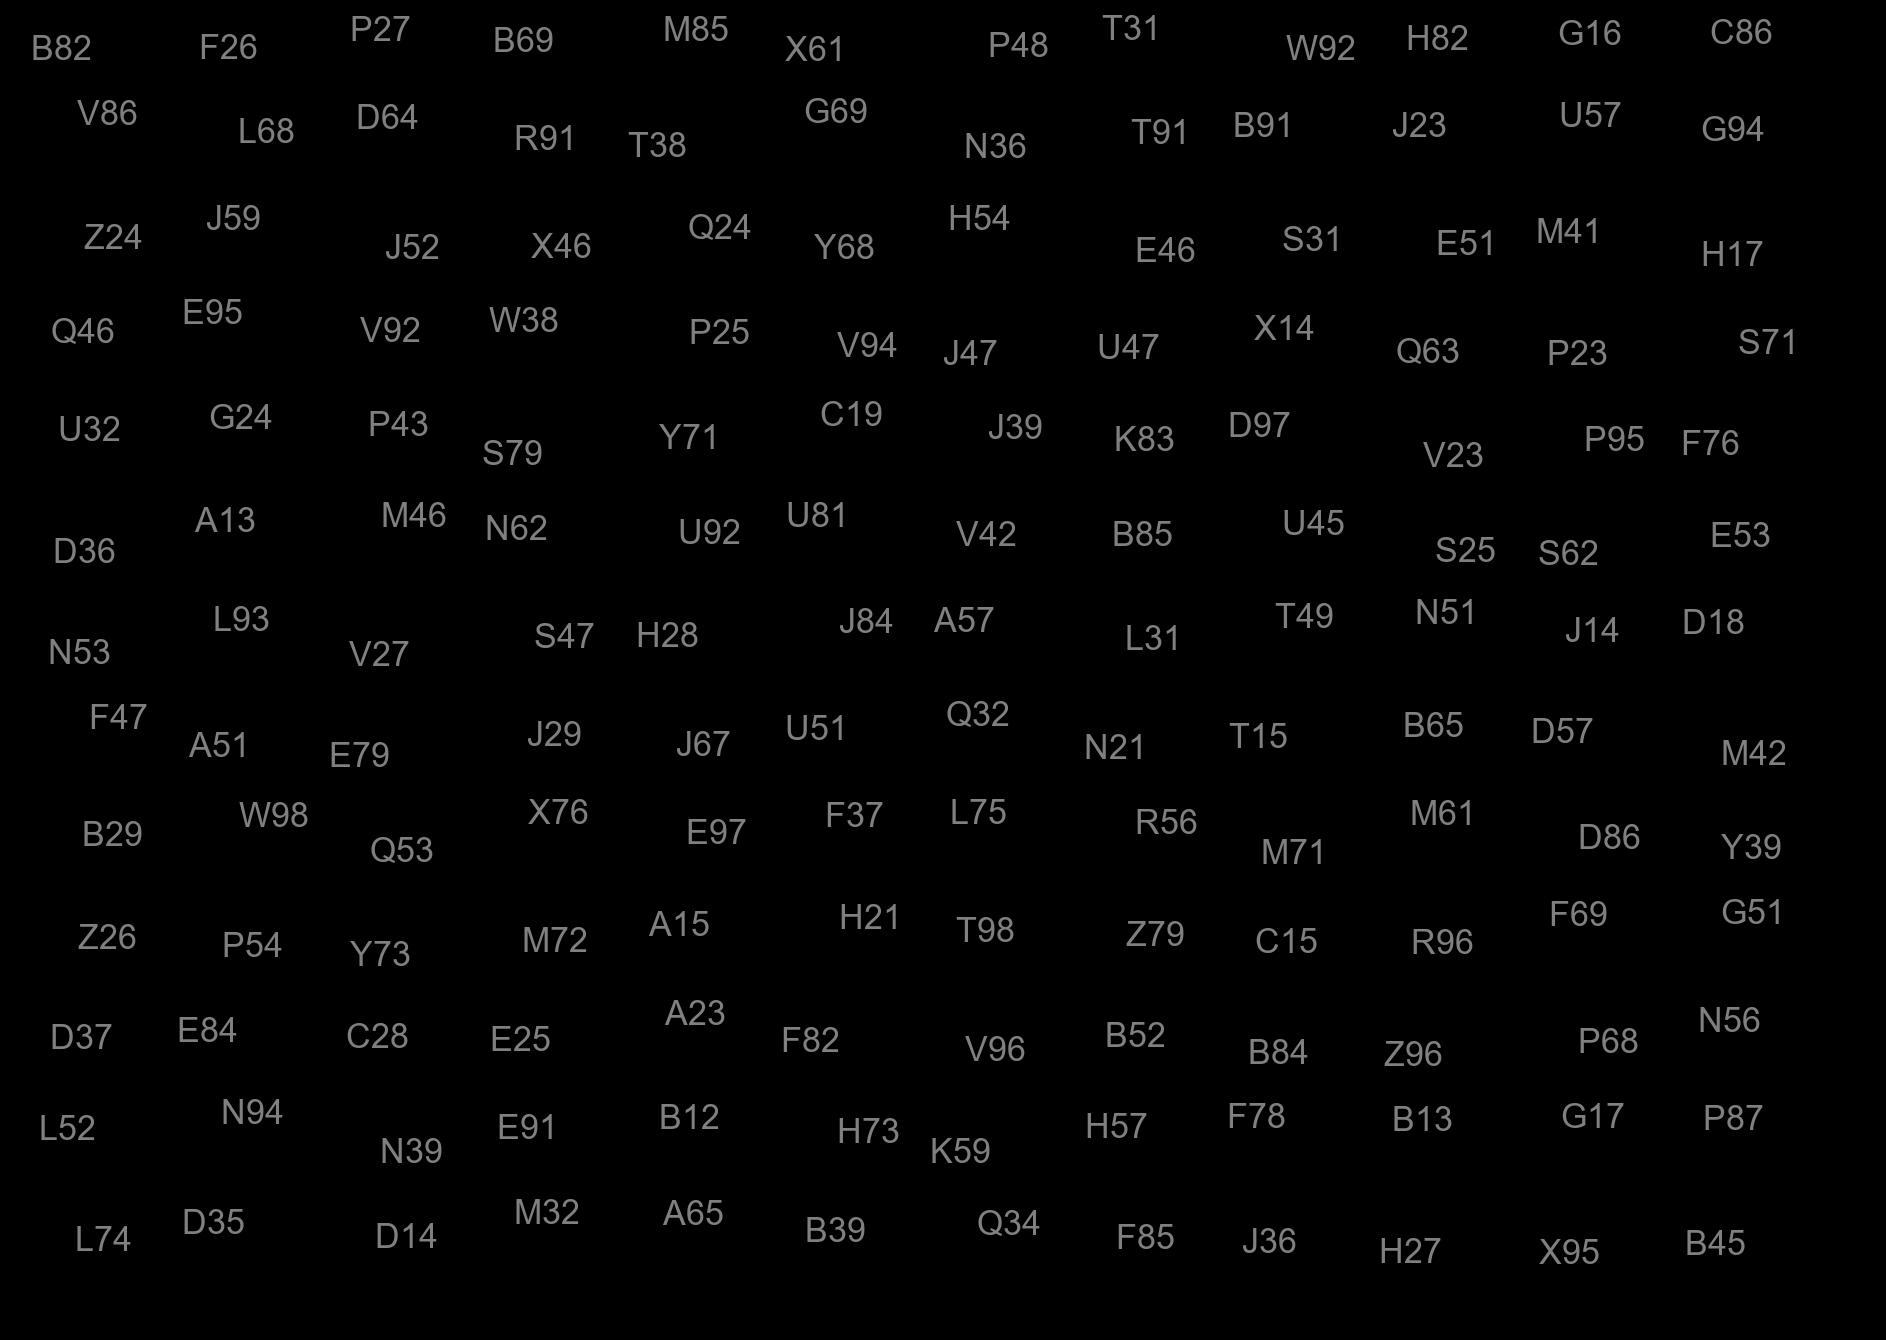 B82 F26 P27 B69 M85 X61 P48 T31 W92 H82 G16 C86
V86 L68 D64 R91 T38 G69 N36 T91 B91 J23 U57 G94
Z24 J59 J52 X46 Q24 Y68 H54 E46 S31 E51 M41 H17
Q46 E95 V92 W38 P25 V94 J47 U47 X14 Q63 P23 S71
U32 G24 P43 S79 Y71 C19 J39 K83 D97 V23 P95 F76
D36 A13 M46 N62 U92 U81 V42 B85 U45 S25 S62 E53
N53 L93 V27 S47 H28 J84 A57 L31 T49 N51 J14 D18
F47 A51 E79 J29 J67 U51 Q32 N21 T15 B65 D57 M42
B29 W98 Q53 X76 E97 F37 L75 R56 M71 M61 D86 Y39
Z26 P54 Y73 M72 A15 H21 T98 Z79 C15 R96 F69 G51
D37 E84 C28 E25 A23 F82 V96 B52 B84 Z96 P68 N56
L52 N94 N39 E91 B12 H73 K59 H57 F78 B13 G17 P87
L74 D35 D14 M32 A65 B39 Q34 F85 J36 H27 X95 B45